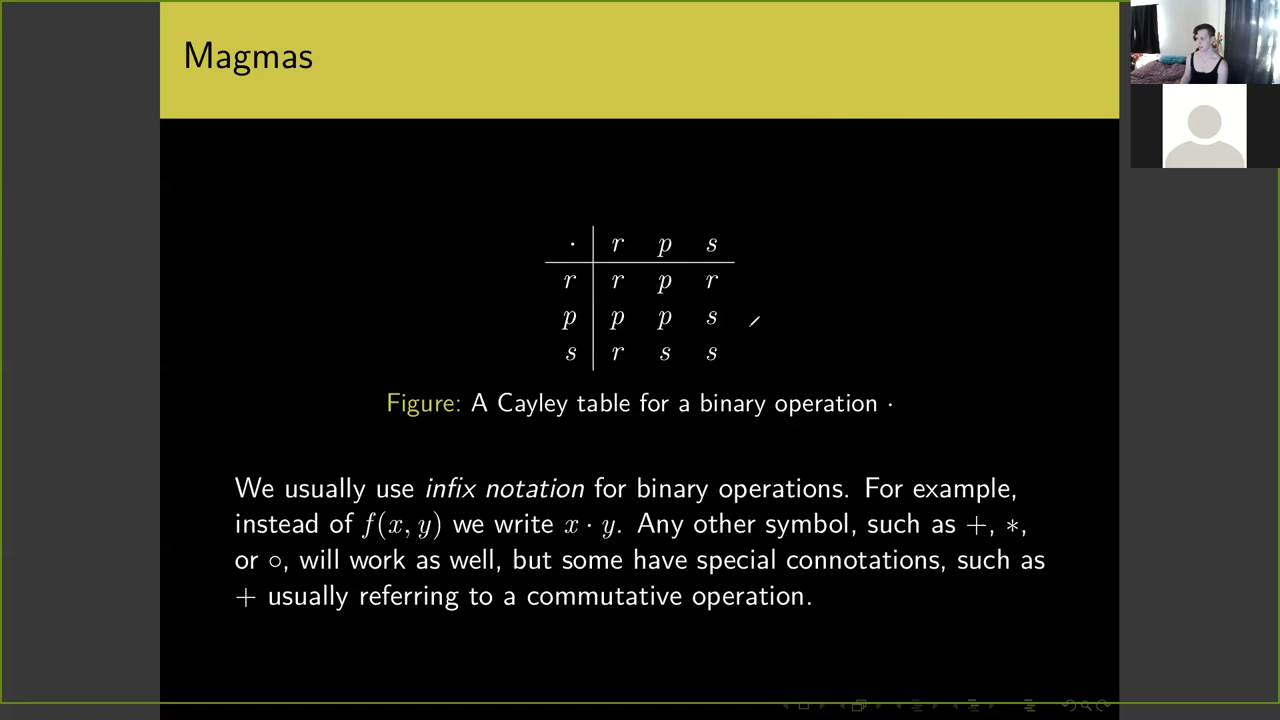 Magmas
· r p s
r r p r
p p p s
s r s s
Figure: A Cayley table for a binary operation ·
We usually use infix notation for binary operations. For example,
instead of f(x, y) we write x · y. Any other symbol, such as +, ∗,
or ∘, will work as well, but some have special connotations, such as
+ usually referring to a commutative operation.